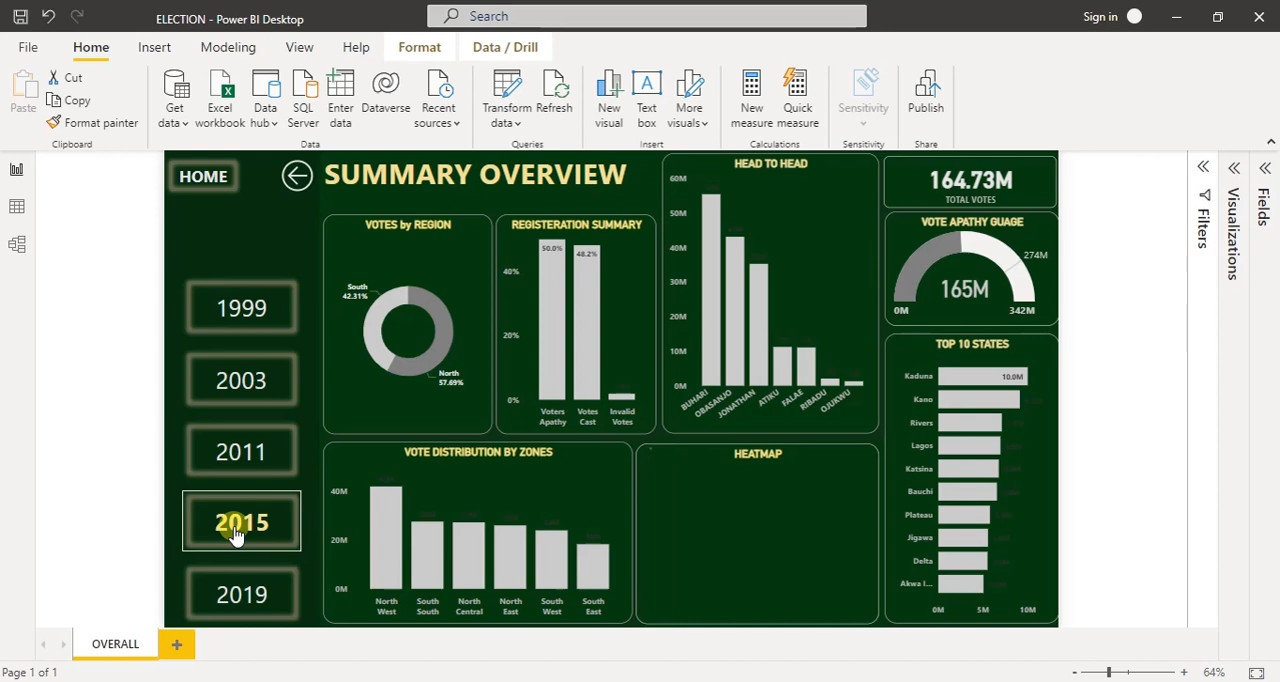 ELECTION - Power BI Desktop
Search
Sign in
File Home Insert Modeling View Help Format Data / Drill
Paste
Cut
Copy
Format painter
Clipboard
Get data
Excel workbook
Data hub
SQL Server
Enter data
Dataverse
Recent sources
Data
Transform data
Refresh
Queries
New visual
Text box
More visuals
Insert
New measure
Quick measure
Calculations
Sensitivity
Sensitivity
Publish
Share
HOME
SUMMARY OVERVIEW
1999
2003
2011
2015
2019
VOTES by REGION
South
42.31%
North
57.69%
REGISTERATION SUMMARY
40%
20%
0%
50.0%
48.2%
Voters Apathy
Votes Cast
Invalid Votes
HEAD TO HEAD
60M
50M
40M
30M
20M
10M
0M
BUHARI
OBASANJO
JONATHAN
ATIKU
FALAE
RIBADU
OJUKWU
164.73M
TOTAL VOTES
VOTE APATHY GUAGE
274M
165M
0M
342M
VOTE DISTRIBUTION BY ZONES
40M
20M
0M
North West
South South
North Central
North East
South West
South East
HEATMAP
TOP 10 STATES
Kaduna
10.0M
Kano
Rivers
Lagos
Katsina
Bauchi
Plateau
Jigawa
Delta
Akwa I...
0M 5M 10M
Filters
Visualizations
Fields
OVERALL
Page 1 of 1
64%